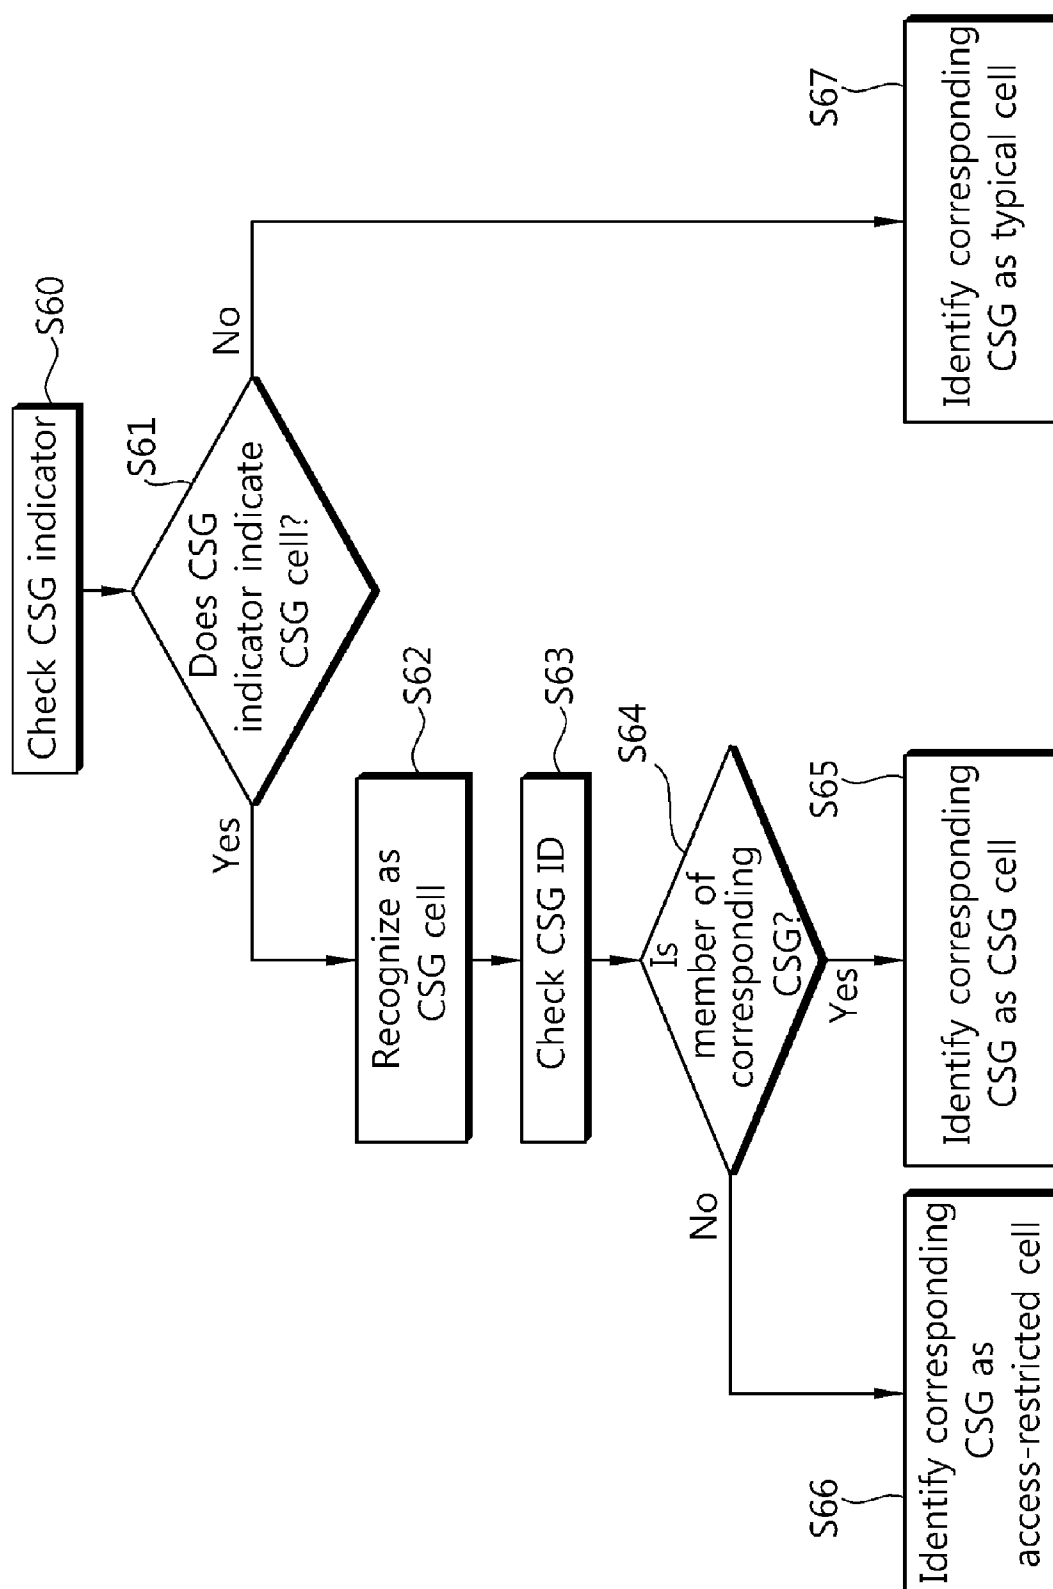 Check CSG indicator
S60
Does CSG
indicator indicate
CSG cell?
S61
Yes
No
Recognize as
CSG cell
S62
Check CSG ID
S63
Is
member of
corresponding
CSG?
S64
No
Yes
S66
Identify corresponding
CSG as
access-restricted cell
Identify corresponding
CSG as CSG cell
S65
Identify corresponding
CSG as typical cell
S67